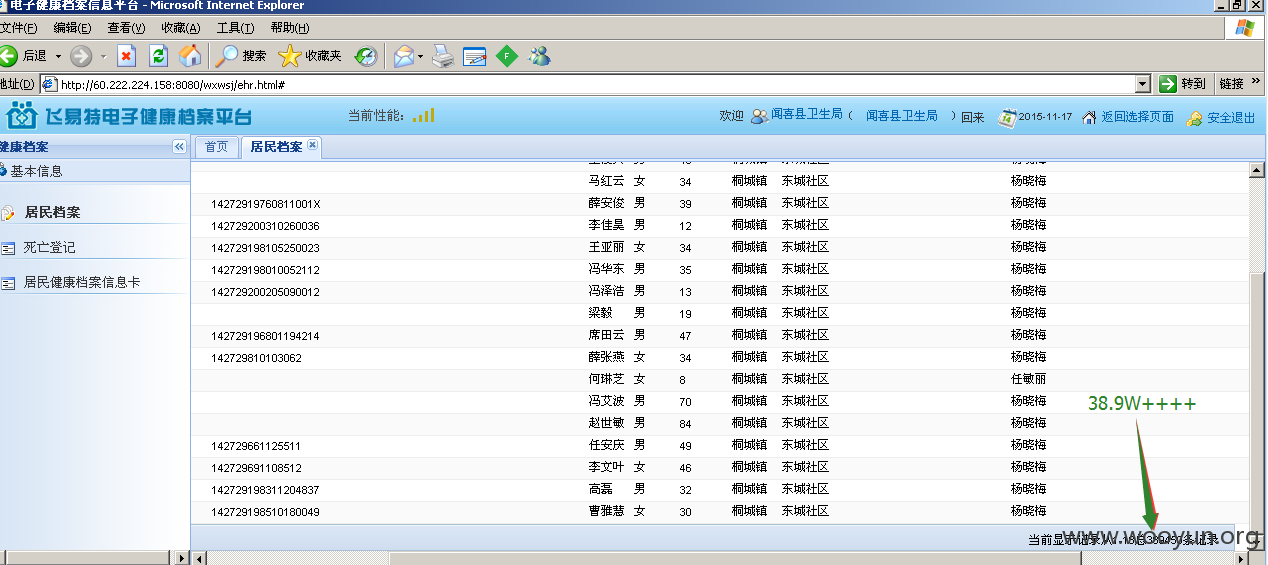 电子健康档案信息平台 - Microsoft Internet Explorer
文件(F) 编辑(E) 查看(V) 收藏(A) 工具(T) 帮助(H)
后退 搜索 收藏夹
地址(D) http://60.222.224.158:8080/wxwsj/ehr.html# 转到 链接 »
飞易特电子健康档案平台 当前性能: 欢迎 闻喜县卫生局 ( 闻喜县卫生局 ) 回来 2015-11-17 返回选择页面 安全退出
健康档案 首页 居民档案
基本信息
居民档案
死亡登记
居民健康档案信息卡
马红云 女 34 桐城镇 东城社区 杨晓梅
14272919760811001X 薛安俊 男 39 桐城镇 东城社区 杨晓梅
142729200310260036 李佳昊 男 12 桐城镇 东城社区 杨晓梅
142729198105250023 王亚丽 女 34 桐城镇 东城社区 杨晓梅
142729198010052112 冯华东 男 35 桐城镇 东城社区 杨晓梅
142729200205090012 冯泽浩 男 13 桐城镇 东城社区 杨晓梅
梁毅 男 19 桐城镇 东城社区 杨晓梅
142729196801194214 席田云 男 47 桐城镇 东城社区 杨晓梅
142729810103062 薛张燕 女 34 桐城镇 东城社区 杨晓梅
何琳芝 女 8 桐城镇 东城社区 任敏丽
冯艾波 男 70 桐城镇 东城社区 杨晓梅
赵世敏 男 84 桐城镇 东城社区 杨晓梅
142729661125511 任安庆 男 49 桐城镇 东城社区 杨晓梅
142729691108512 李文叶 女 46 桐城镇 东城社区 杨晓梅
142729198311204837 高磊 男 32 桐城镇 东城社区 杨晓梅
142729198510180049 曹雅慧 女 30 桐城镇 东城社区 杨晓梅
38.9W++++
当前显示记录
www.wooyun.org